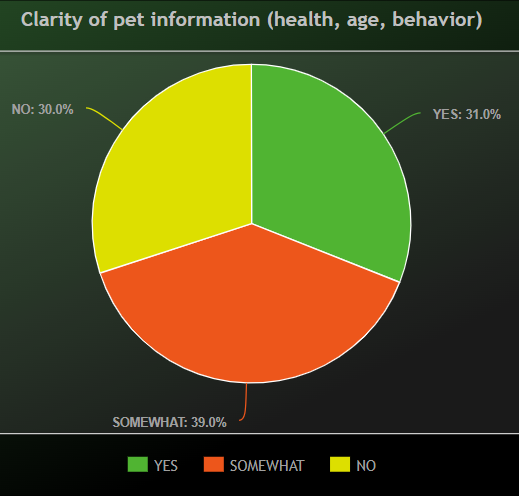 Clarity of pet information (health, age, behavior)
NO: 30.0%
YES: 31.0%
SOMEWHAT: 39.0%
YES SOMEWHAT NO